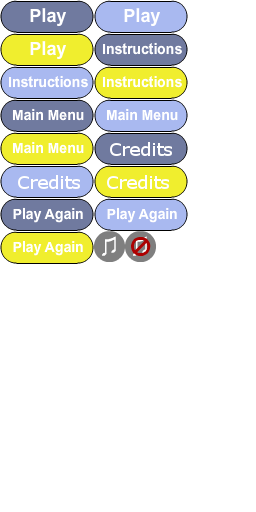 Play Play
Play Instructions
Instructions Instructions
Main Menu Main Menu
Main Menu Credits
Credits Credits
Play Again Play Again
Play Again